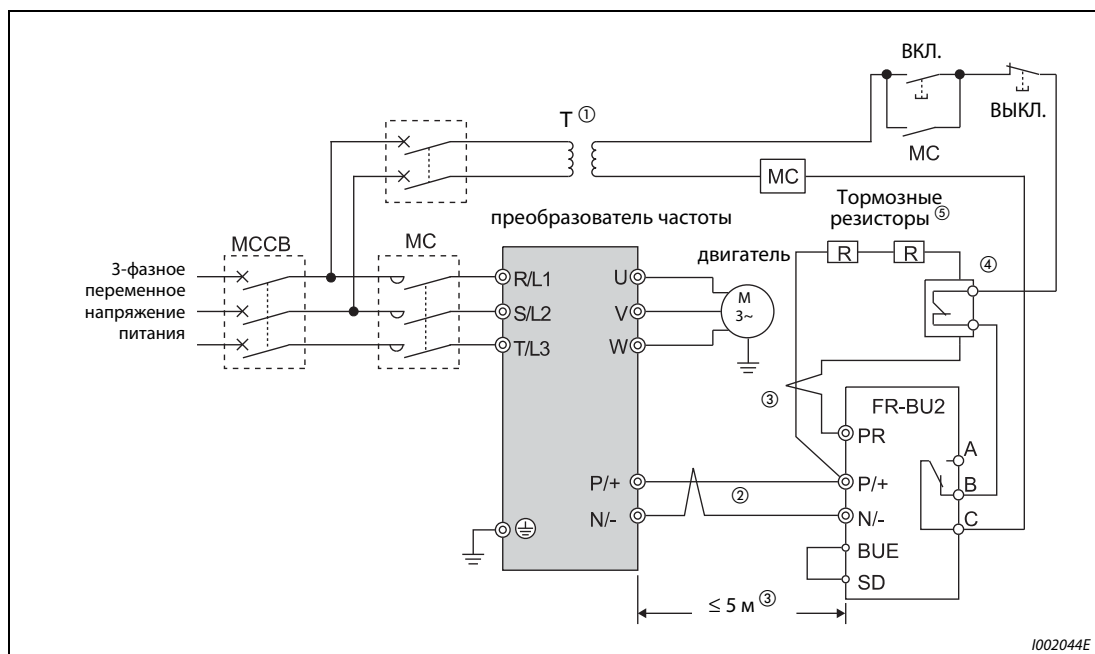 ВКЛ.
ВЫКЛ.
MC
T ①
MC
Тормозные
резисторы ⑤
преобразователь частоты
двигатель
R
R
④
MCCB
MC
3-фазное
переменное
напряжение
питания
R/L1
S/L2
T/L3
U
V
W
M
3~
③
FR-BU2
PR
A
B
C
P/+
N/-
②
P/+
N/-
BUE
SD
≤ 5 м ③
I002044E